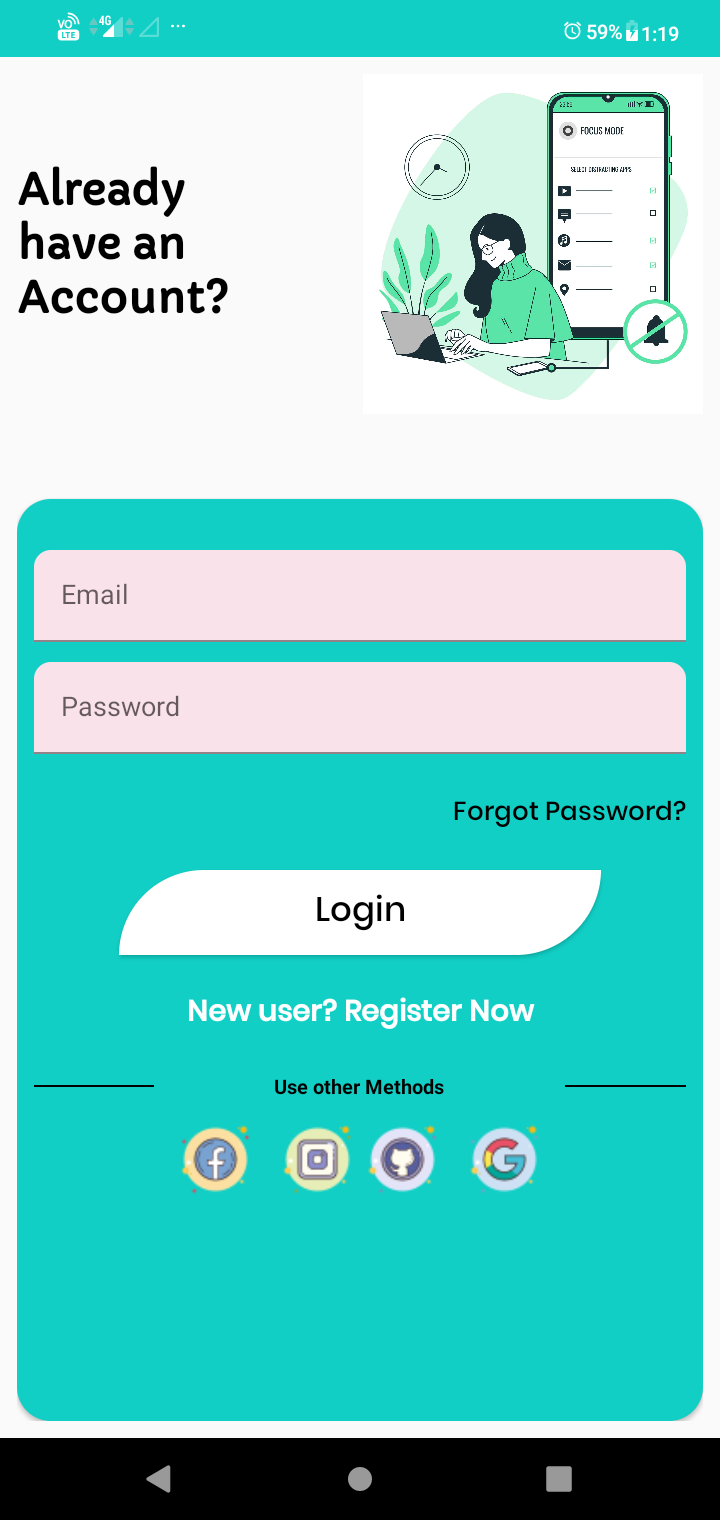 VO LTE 4G 59% 1:19
Already
have an
Account?
FOCUS MODE
SELECT DISTRACTING APPS
Email
Password
Forgot Password?
Login
New user? Register Now
Use other Methods